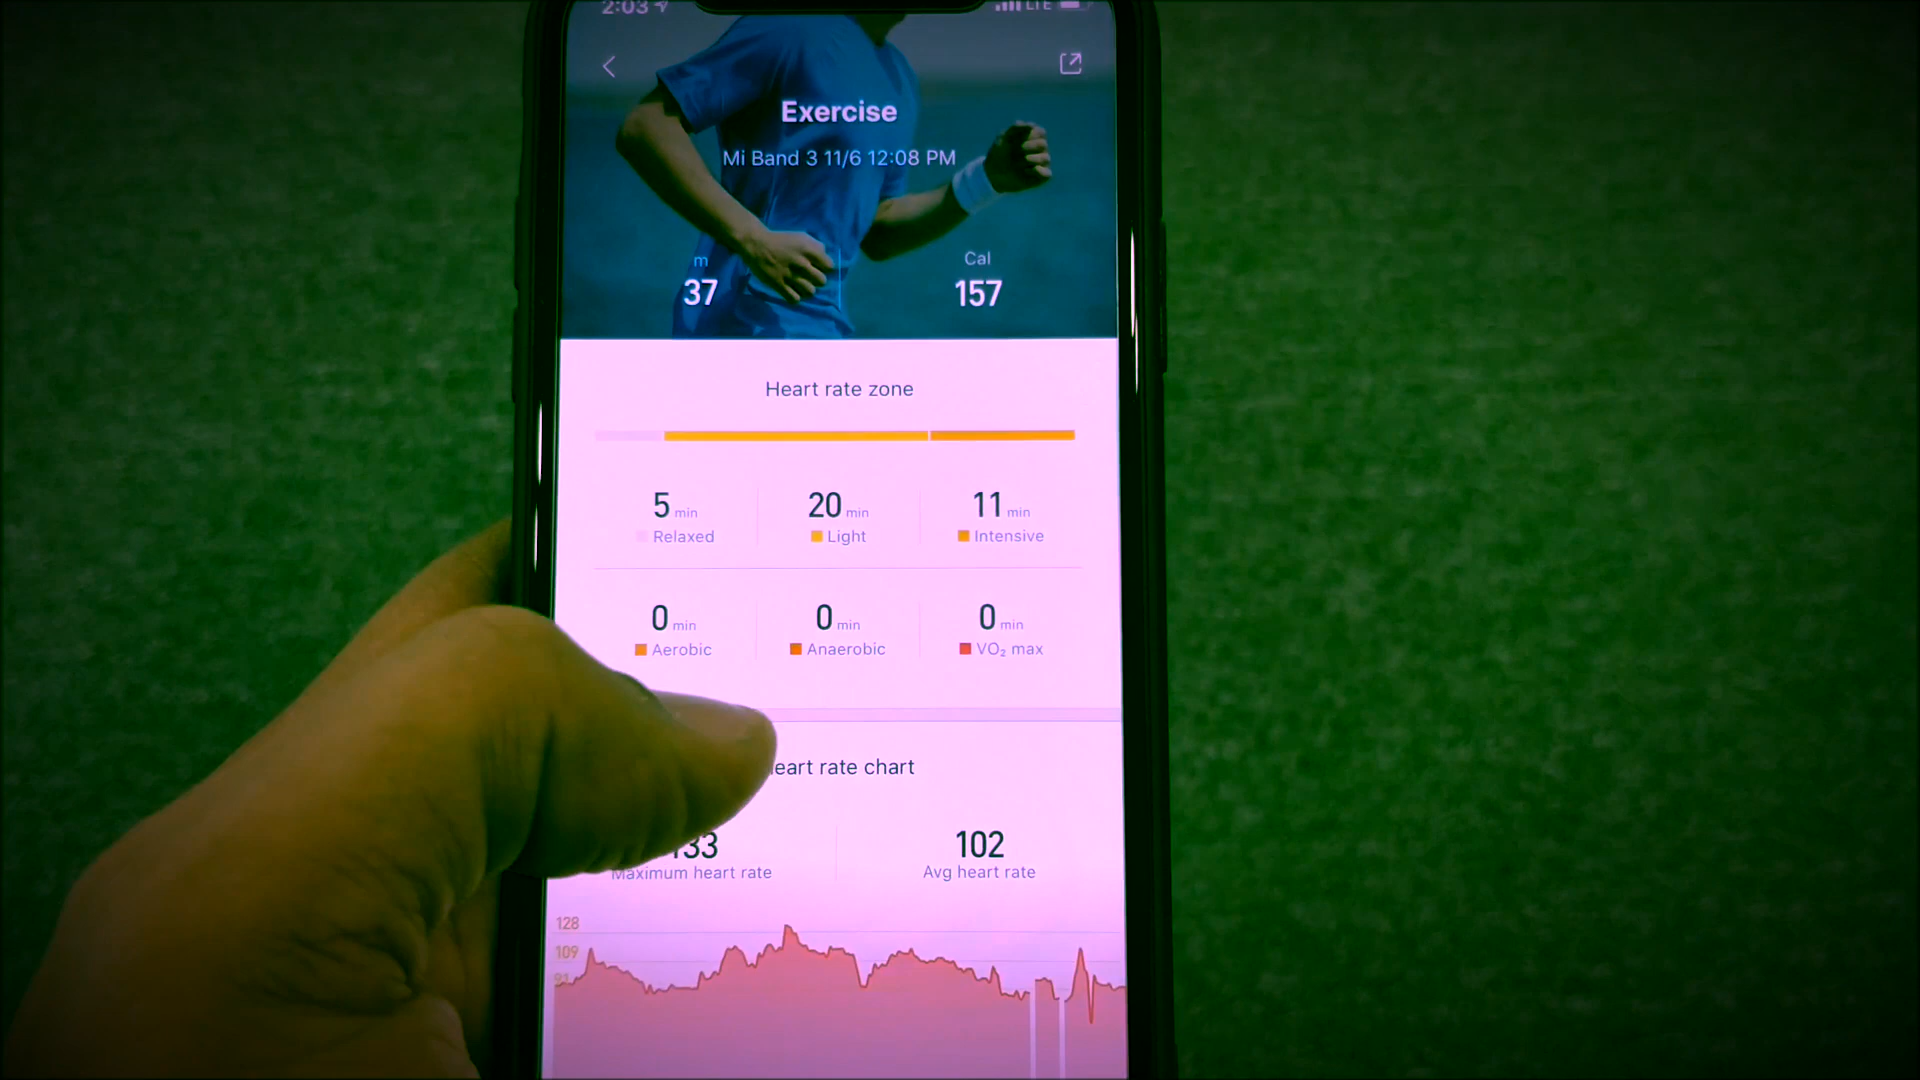 2:03 LTE
Exercise
Mi Band 3 11/6 12:08 PM
m Cal
37 157
Heart rate zone
5 min 20 min 11 min
Relaxed Light Intensive
0 min 0 min 0 min
Aerobic Anaerobic VO₂ max
eart rate chart
133 102
Maximum heart rate Avg heart rate
128
109
91